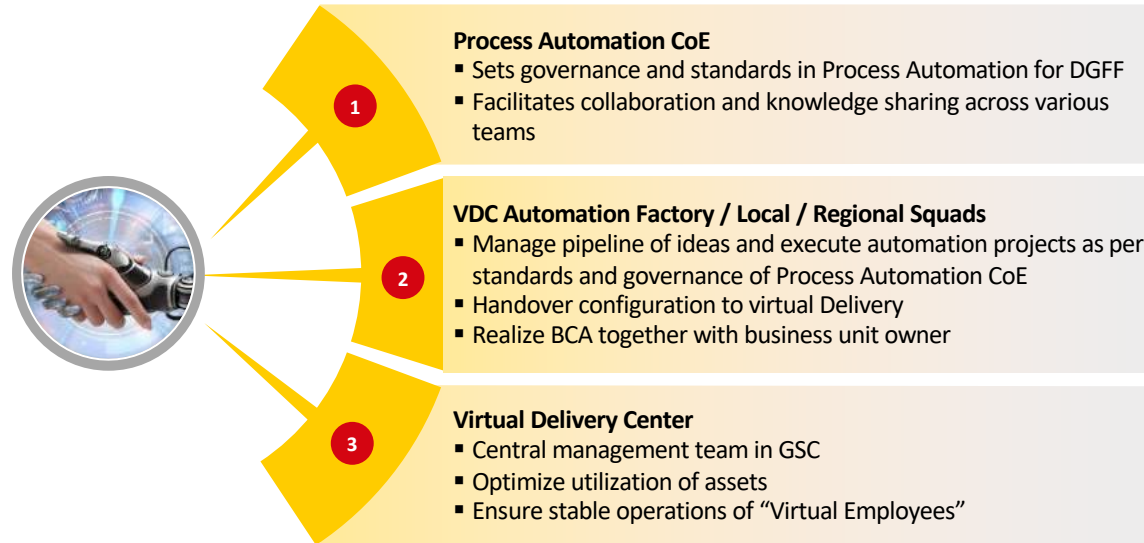 1
Process Automation CoE
▪ Sets governance and standards in Process Automation for DGFF
▪ Facilitates collaboration and knowledge sharing across various
teams
2
VDC Automation Factory / Local / Regional Squads
▪ Manage pipeline of ideas and execute automation projects as per
standards and governance of Process Automation CoE
▪ Handover configuration to virtual Delivery
▪ Realize BCA together with business unit owner
3
Virtual Delivery Center
▪ Central management team in GSC
▪ Optimize utilization of assets
▪ Ensure stable operations of “Virtual Employees”